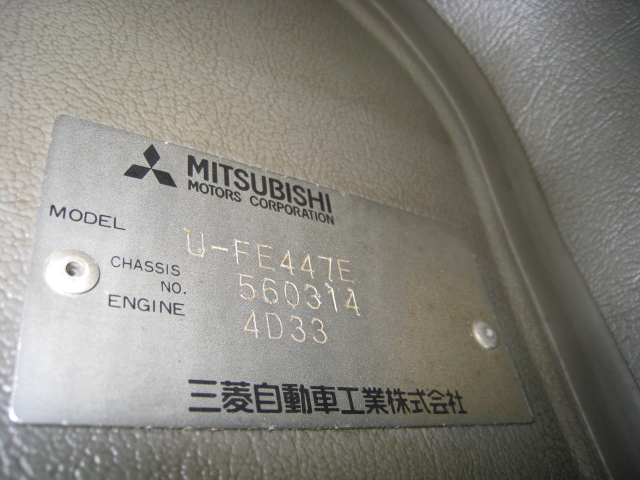 MITSUBISHI
MOTORS CORPORATION
MODEL U-FE447E
CHASSIS NO. 560314
ENGINE 4D33
三菱自動車工業株式会社